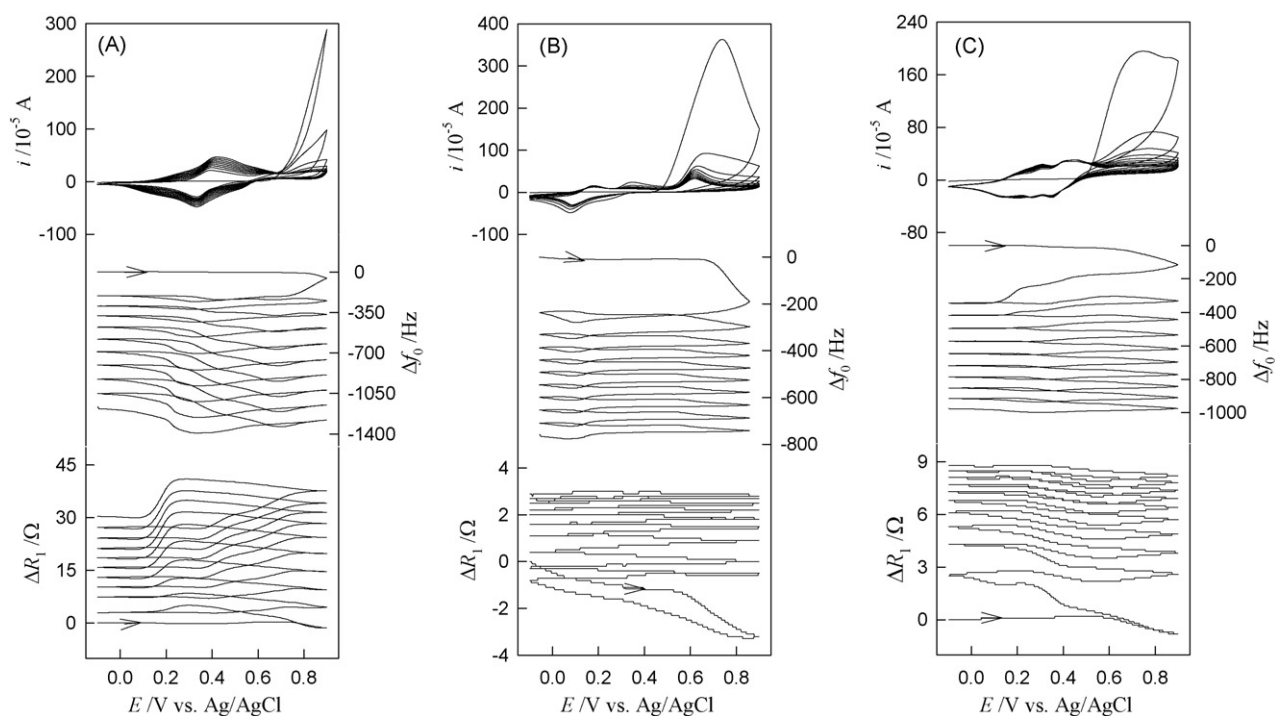 (A)
300
200
100
0
-100
i /10⁻⁵ A
0
-350
-700
-1050
-1400
Δf₀ /Hz
45
30
15
0
ΔR₁ /Ω
0.0 0.2 0.4 0.6 0.8
E /V vs. Ag/AgCl
(B)
400
300
200
100
0
-100
i /10⁻⁵ A
0
-200
-400
-600
-800
Δf₀ /Hz
4
2
0
-2
-4
ΔR₁ /Ω
0.0 0.2 0.4 0.6 0.8
E /V vs. Ag/AgCl
(C)
240
160
80
0
-80
i /10⁻⁵ A
0
-200
-400
-600
-800
-1000
Δf₀ /Hz
9
6
3
0
ΔR₁ /Ω
0.0 0.2 0.4 0.6 0.8
E /V vs. Ag/AgCl